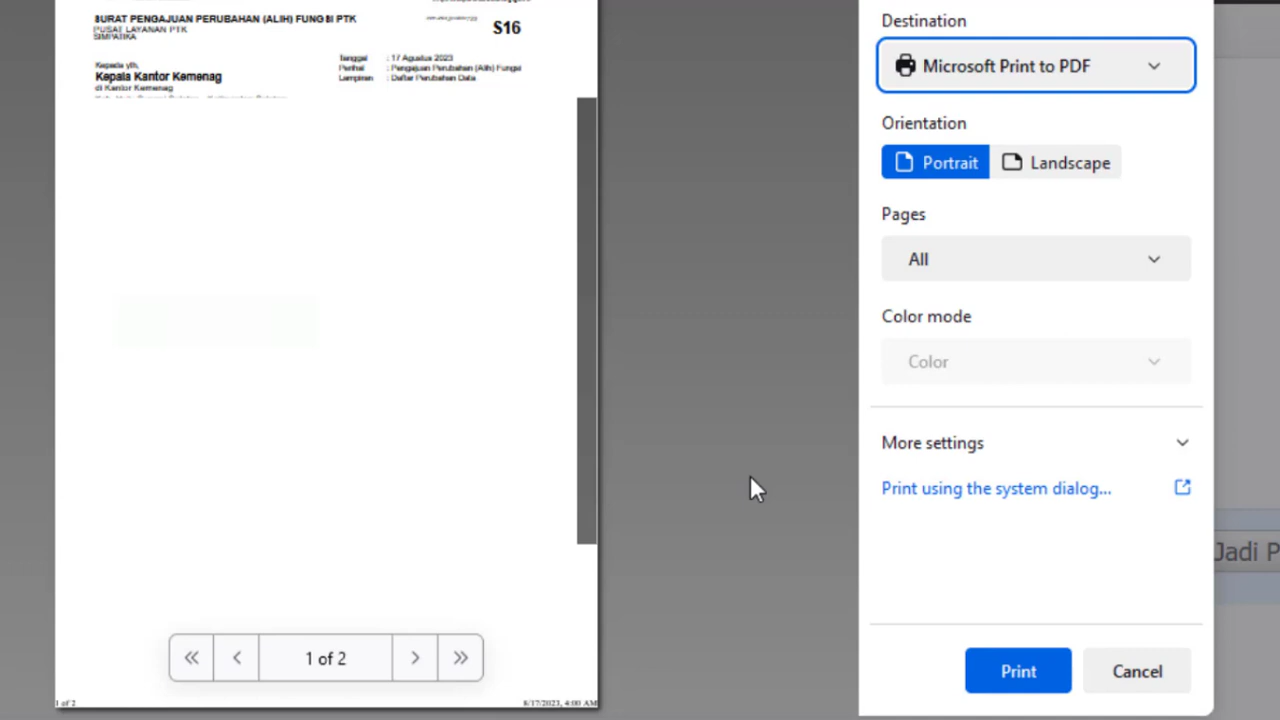 SURAT PENGAJUAN PERUBAHAN (ALIH) FUNGSI PTK
PUSAT LAYANAN PTK
SIMPATIKA
S16
Kepada yth,
Kepala Kantor Kemenag
di Kantor Kemenag
Tanggal : 17 Agustus 2023
Perihal : Pengajuan Perubahan (Alih) Fungsi
Lampiran : Daftar Perubahan Data
1 of 2
1 of 2
8/17/2023, 4:00 AM
Destination
Microsoft Print to PDF
Orientation
Portrait
Landscape
Pages
All
Color mode
Color
More settings
Print using the system dialog...
Print
Cancel
Jadi P